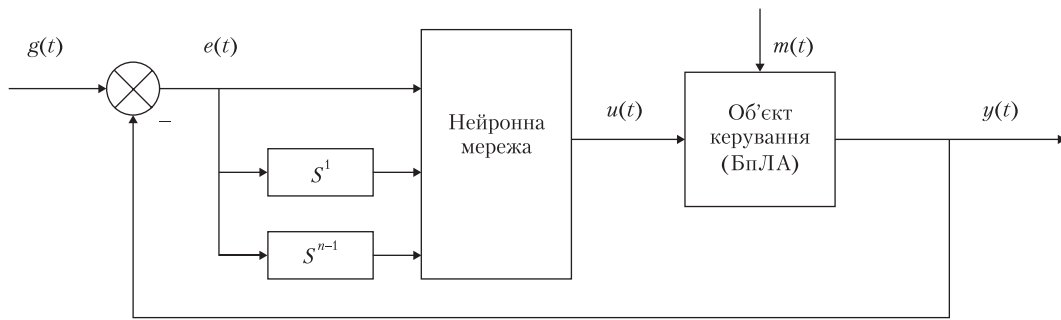 g(t)
e(t)
m(t)
–
Нейронна
мережа
u(t)
Об'єкт
керування
(БпЛА)
y(t)
S¹
Sⁿ⁻¹